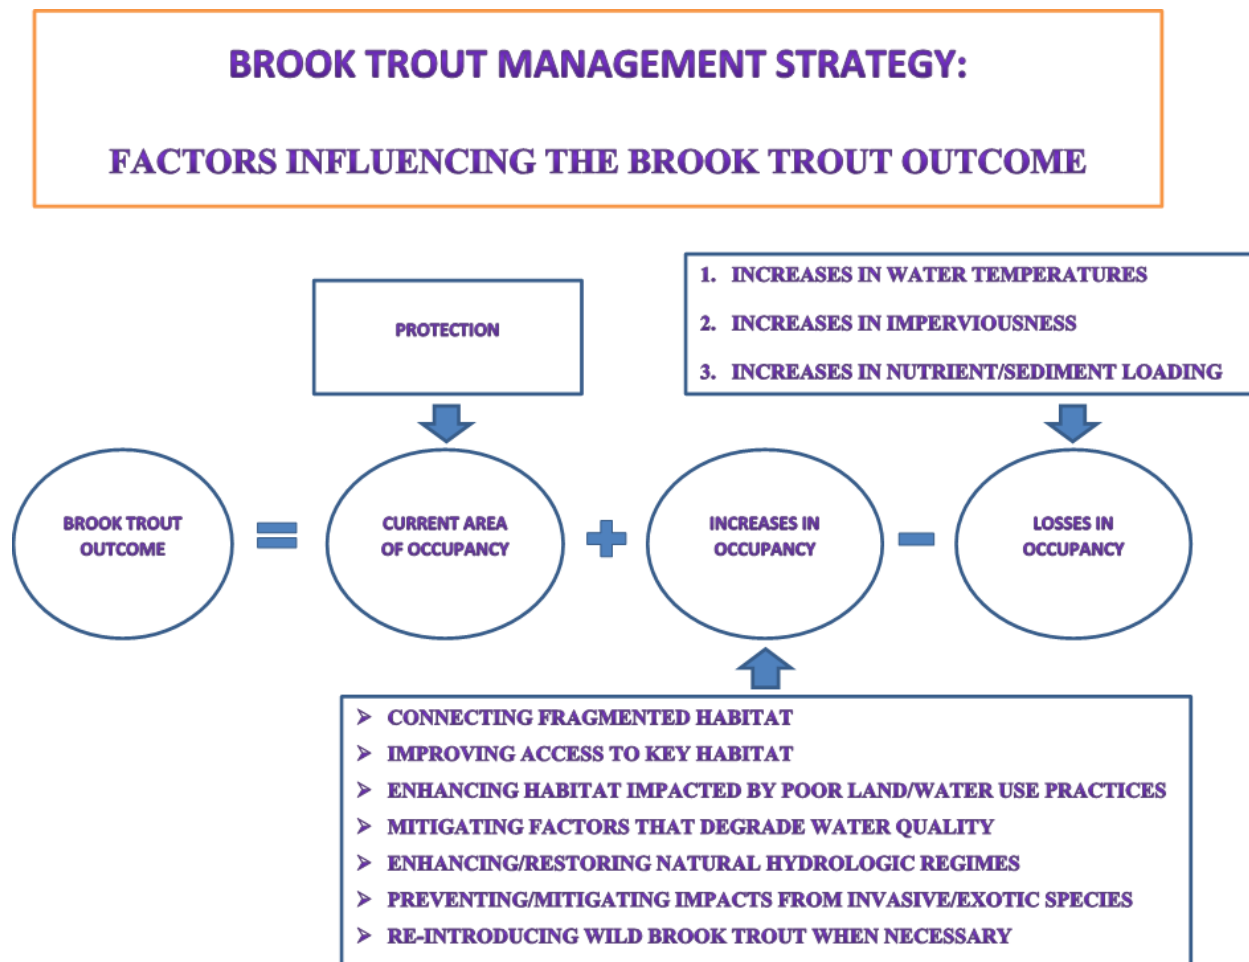 BROOK TROUT MANAGEMENT STRATEGY:
FACTORS INFLUENCING THE BROOK TROUT OUTCOME
PROTECTION
1. INCREASES IN WATER TEMPERATURES
2. INCREASES IN IMPERVIOUSNESS
3. INCREASES IN NUTRIENT/SEDIMENT LOADING
BROOK TROUT
OUTCOME
=
CURRENT AREA
OF OCCUPANCY
+
INCREASES IN
OCCUPANCY
-
LOSSES IN
OCCUPANCY
➢ CONNECTING FRAGMENTED HABITAT
➢ IMPROVING ACCESS TO KEY HABITAT
➢ ENHANCING HABITAT IMPACTED BY POOR LAND/WATER USE PRACTICES
➢ MITIGATING FACTORS THAT DEGRADE WATER QUALITY
➢ ENHANCING/RESTORING NATURAL HYDROLOGIC REGIMES
➢ PREVENTING/MITIGATING IMPACTS FROM INVASIVE/EXOTIC SPECIES
➢ RE-INTRODUCING WILD BROOK TROUT WHEN NECESSARY